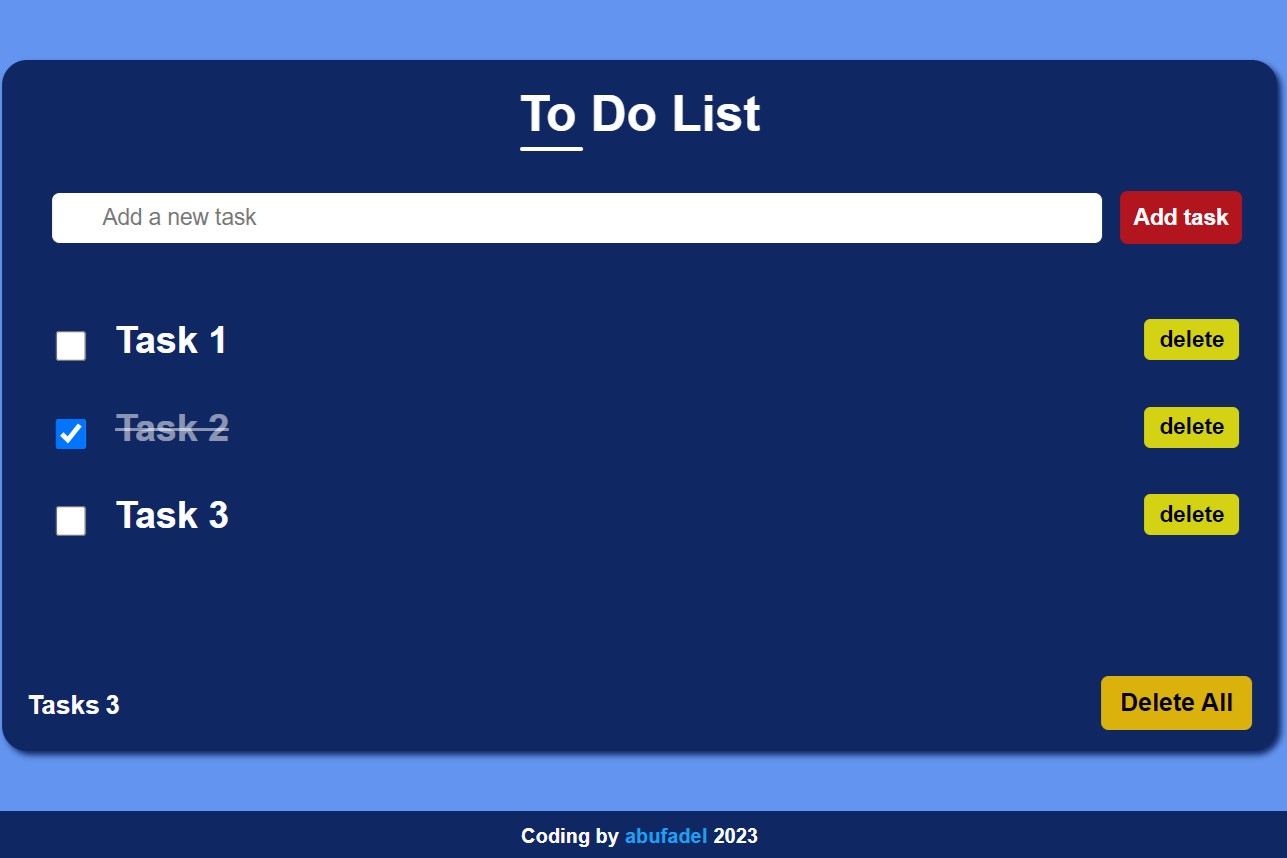 To Do List
Add a new task
Add task
Task 1
delete
Task 2
delete
Task 3
delete
Tasks 3
Delete All
Coding by abufadel 2023